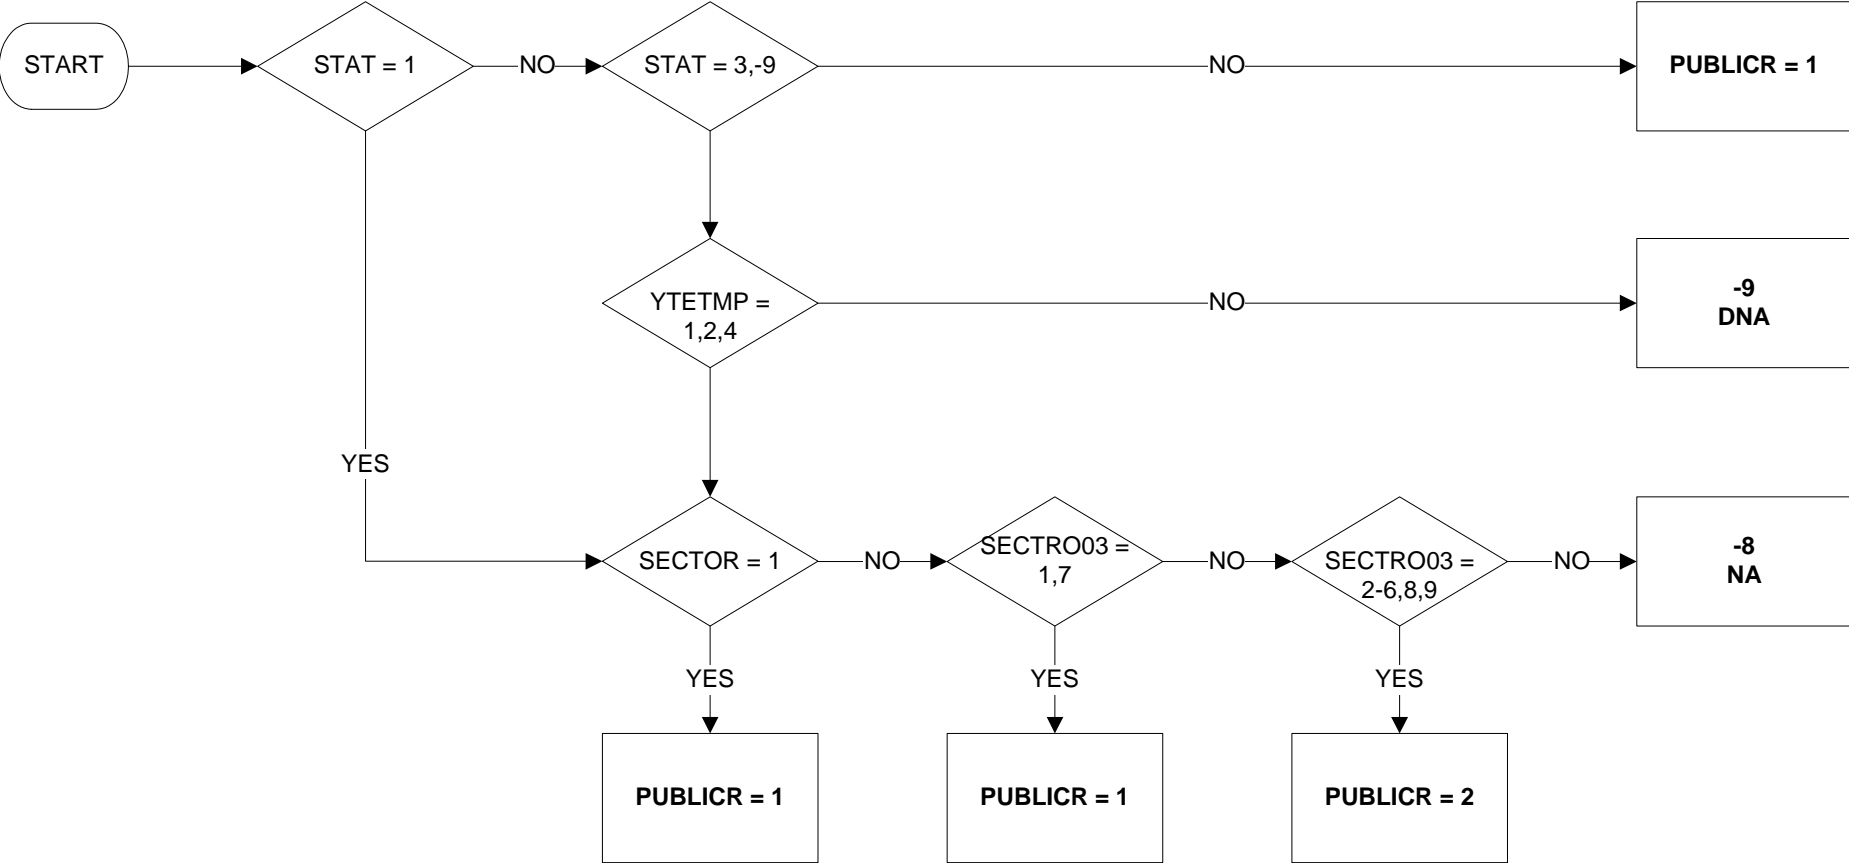 START
STAT = 1
NO
STAT = 3,-9
NO
PUBLICR = 1
YTETMP =
1,2,4
NO
-9
DNA
YES
SECTOR = 1
NO
SECTRO03 =
1,7
NO
SECTRO03 =
2-6,8,9
NO
-8
NA
YES
YES
YES
PUBLICR = 1
PUBLICR = 1
PUBLICR = 2